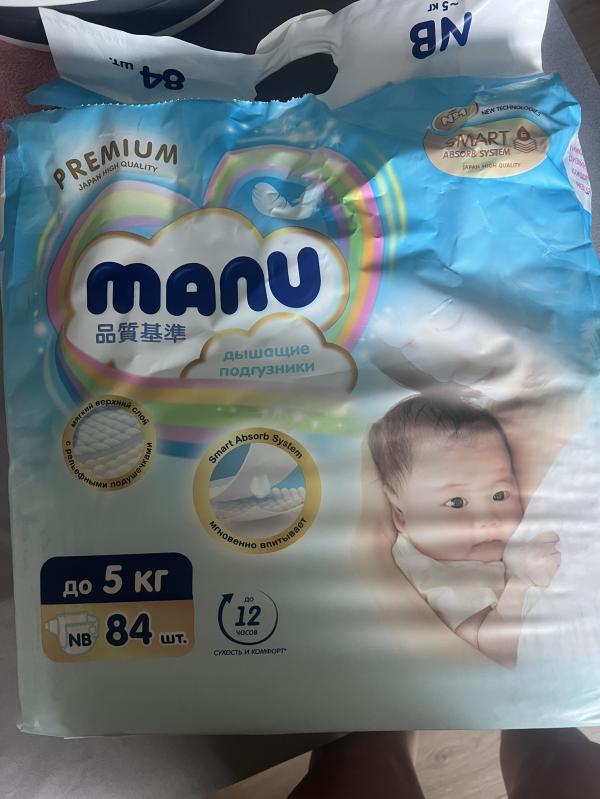 NB
~5 кг
84 шт.
PREMIUM
JAPAN HIGH QUALITY
NEW TECHNOLOGIES
SMART
ABSORB SYSTEM
JAPAN HIGH QUALITY
manu
品質基準
дышащие
подгузники
мягкий верхний слой
с рельефными подушечками
Smart Absorb System
мгновенно впитывает
до 5 кг
NB 84 шт.
до
12
часов
СУХОСТЬ И КОМФОРТ*